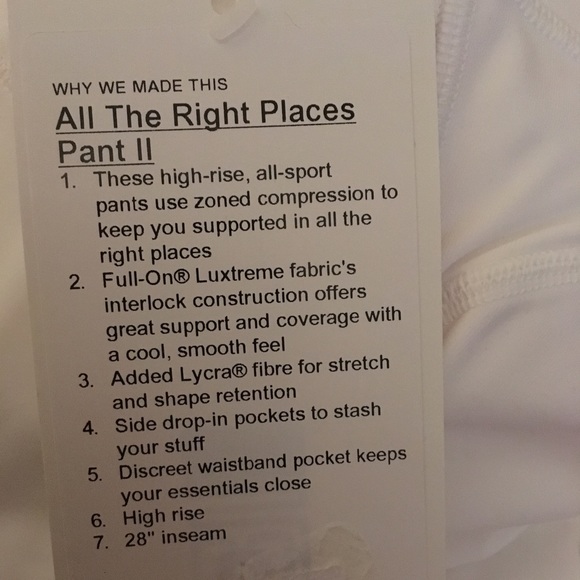 WHY WE MADE THIS
All The Right Places
Pant II
1. These high-rise, all-sport
pants use zoned compression to
keep you supported in all the
right places
2. Full-On® Luxtreme fabric's
interlock construction offers
great support and coverage with
a cool, smooth feel
3. Added Lycra® fibre for stretch
and shape retention
4. Side drop-in pockets to stash
your stuff
5. Discreet waistband pocket keeps
your essentials close
6. High rise
7. 28" inseam